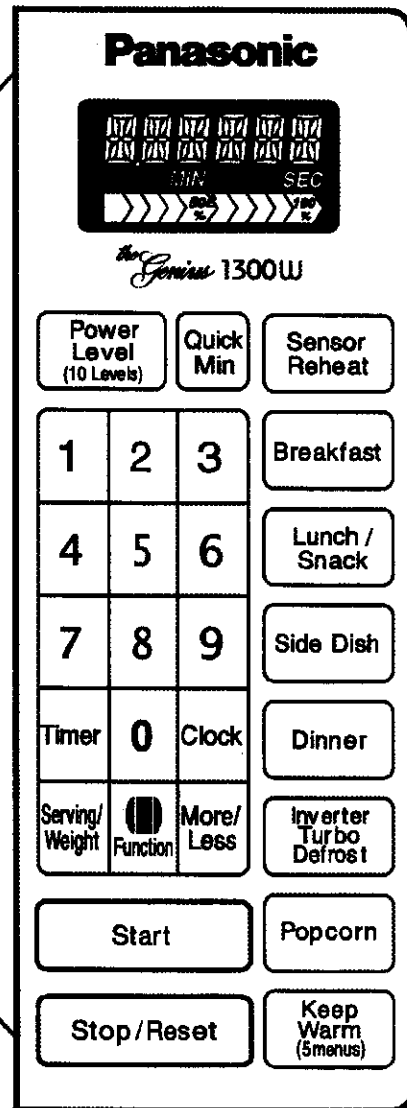 Panasonic
MIN SEC
the Genius 1300W
Power
Level
(10 Levels)
Quick
Min
Sensor
Reheat
1 2 3
Breakfast
4 5 6
Lunch /
Snack
7 8 9
Side Dish
Timer 0 Clock
Dinner
Serving/
Weight
Function
More/
Less
Inverter
Turbo
Defrost
Start
Popcorn
Stop/Reset
Keep
Warm
(5menus)